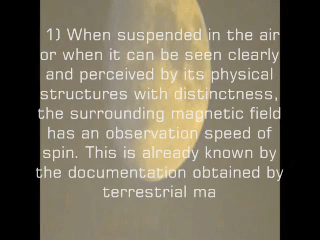 1) When suspended in the air
or when it can be seen clearly
and perceived by its physical
structures with distinctness,
the surrounding magnetic field
has an observation speed of
spin. This is already known by
the documentation obtained by
terrestrial ma